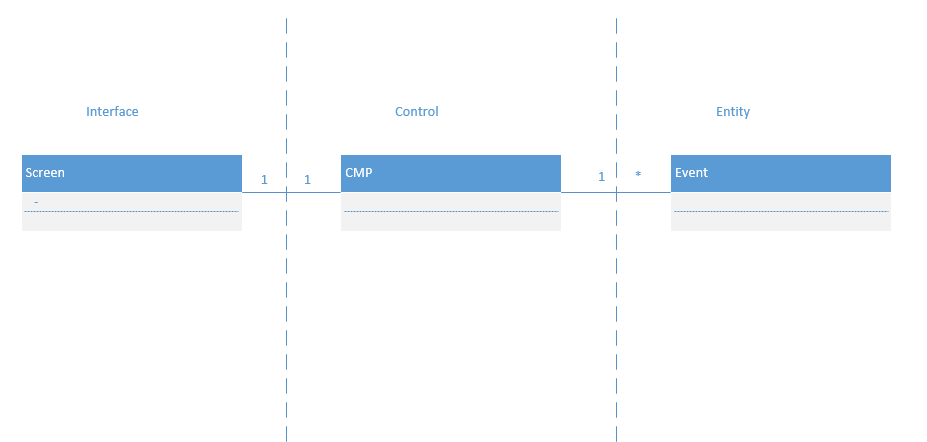 Interface Control Entity
Screen 1 1 CMP 1 * Event
-